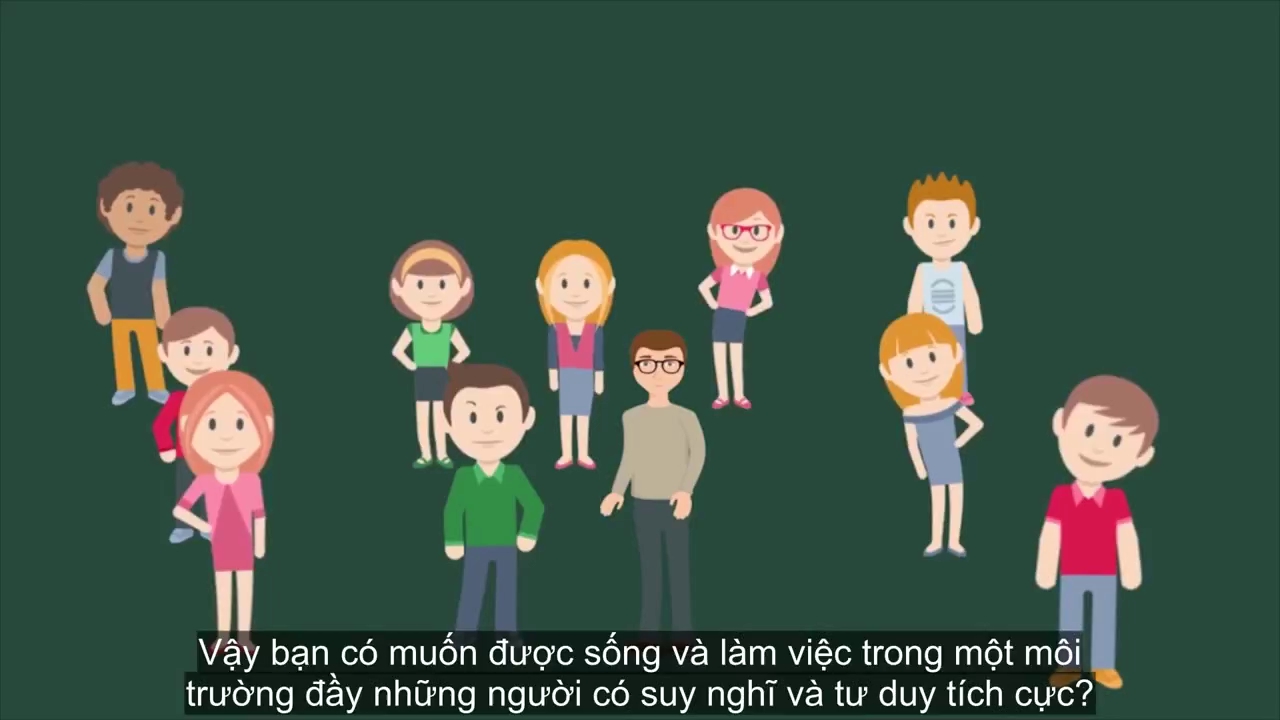 Vậy bạn có muốn được sống và làm việc trong một môi
trường đầy những người có suy nghĩ và tư duy tích cực?